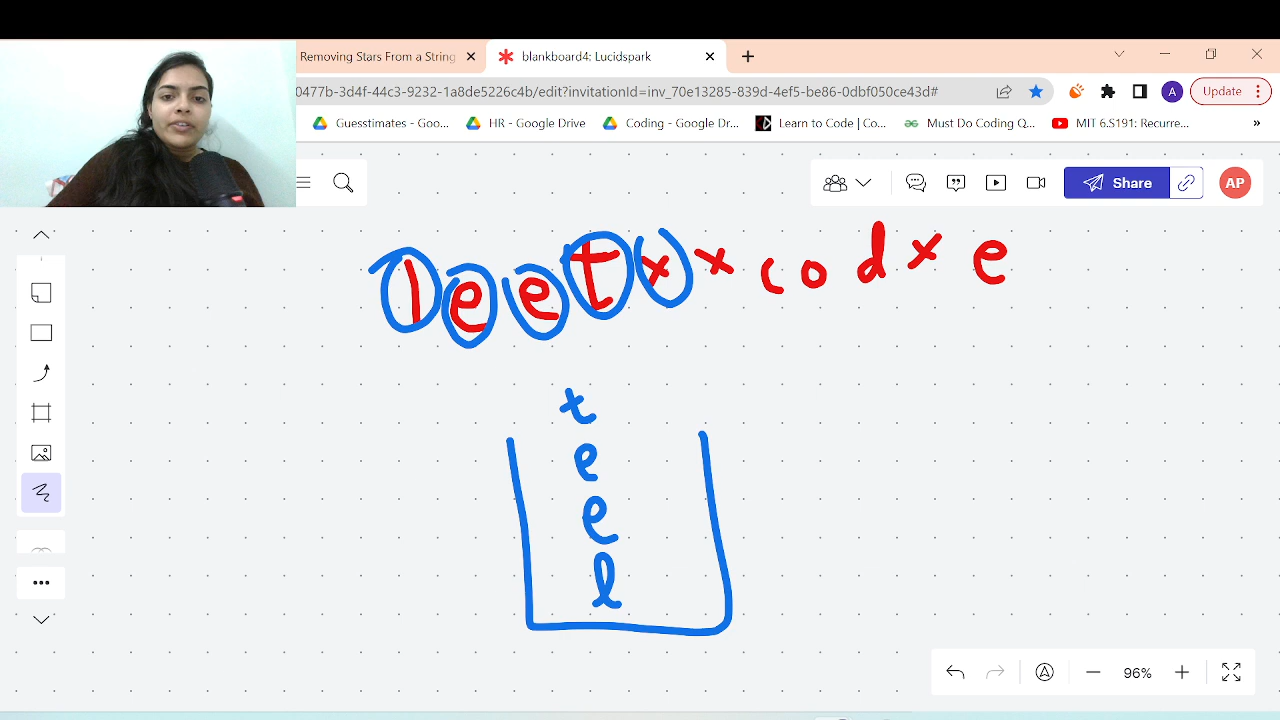 Removing Stars From a String
blankboard4: Lucidspark
0477b-3d4f-44c3-9232-1a80e5226c4b/edit?invitationId=inv_70e13285-839d-4ef5-be86-0dbf059ce43d#
A
Update
Guesstimates - Goo...
HR - Google Drive
Coding - Google Dr...
Learn to Code | Co...
Must Do Coding Q...
MIT 6.S191: Recurre...
»
Share
AP
l e e t x x c o d x e
t
e
e
l
96%